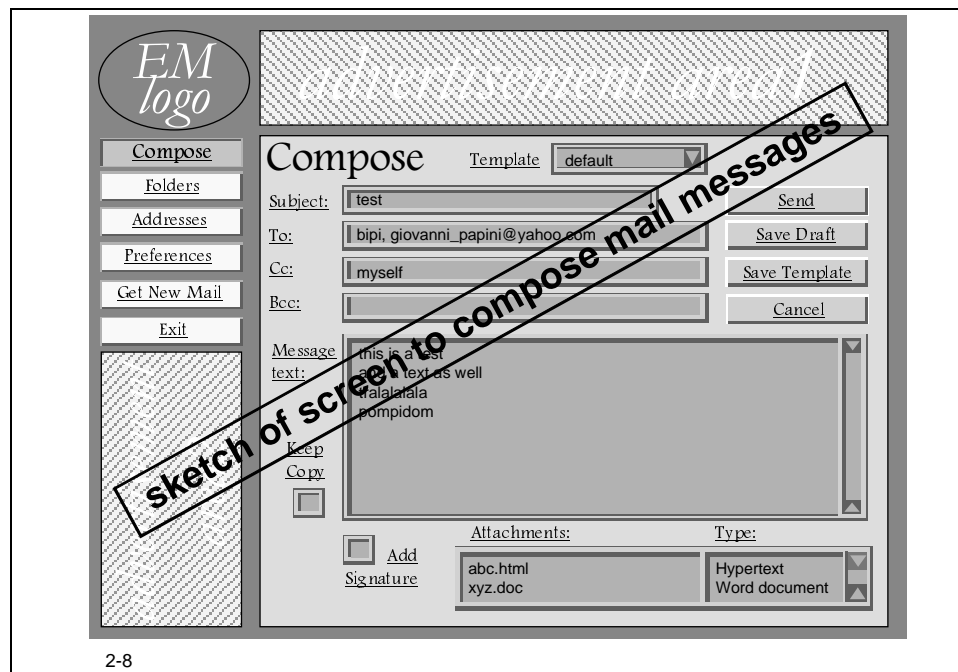 EM
logo
advertisement area1
Compose
Folders
Addresses
Preferences
Get New Mail
Exit
Compose
Template
default
Subject:
test
To:
bipi, giovanni_papini@yahoo.com
Cc:
myself
Bcc:
Send
Save Draft
Save Template
Cancel
Message
text:
this is a test
and a text as well
tralalalala
pompidom
Keep
Copy
Add
Signature
Attachments:
Type:
abc.html
Hypertext
xyz.doc
Word document
sketch of screen to compose mail messages
2-8